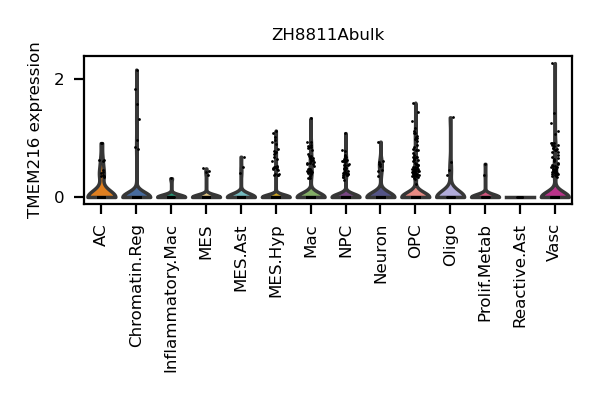 ZH8811Abulk
TMEM216 expression
2
0
AC
Chromatin.Reg
Inflammatory.Mac
MES
MES.Ast
MES.Hyp
Mac
NPC
Neuron
OPC
Oligo
Prolif.Metab
Reactive.Ast
Vasc